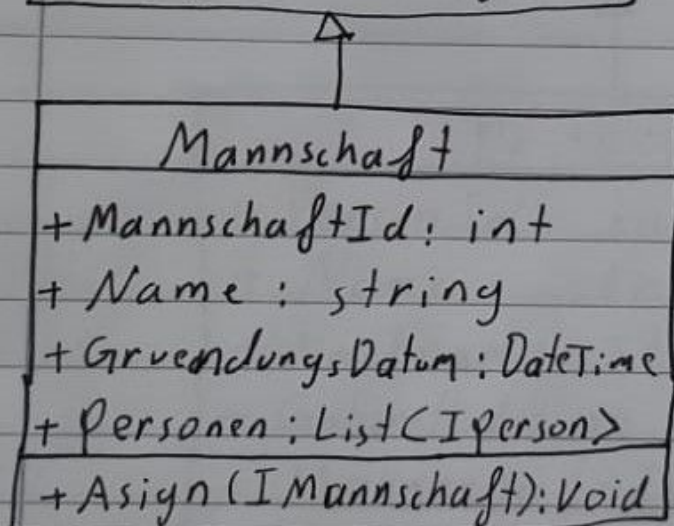 Mannschaft
+ MannschaftId: int
+ Name : string
+ GruendungsDatum : DateTime
+ Personen : List<IPerson>
+ Asign (IMannschaft): Void